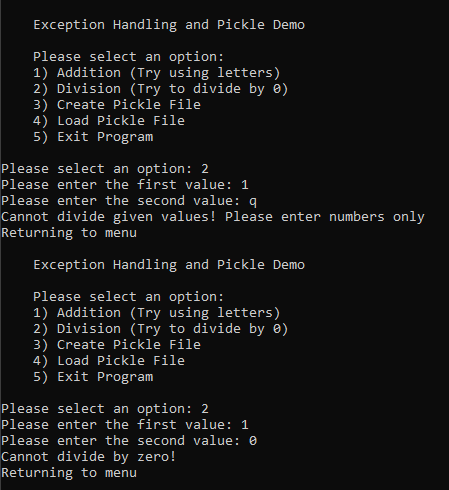 Exception Handling and Pickle Demo
Please select an option:
1) Addition (Try using letters)
2) Division (Try to divide by 0)
3) Create Pickle File
4) Load Pickle File
5) Exit Program
Please select an option: 2
Please enter the first value: 1
Please enter the second value: q
Cannot divide given values! Please enter numbers only
Returning to menu
Exception Handling and Pickle Demo
Please select an option:
1) Addition (Try using letters)
2) Division (Try to divide by 0)
3) Create Pickle File
4) Load Pickle File
5) Exit Program
Please select an option: 2
Please enter the first value: 1
Please enter the second value: 0
Cannot divide by zero!
Returning to menu